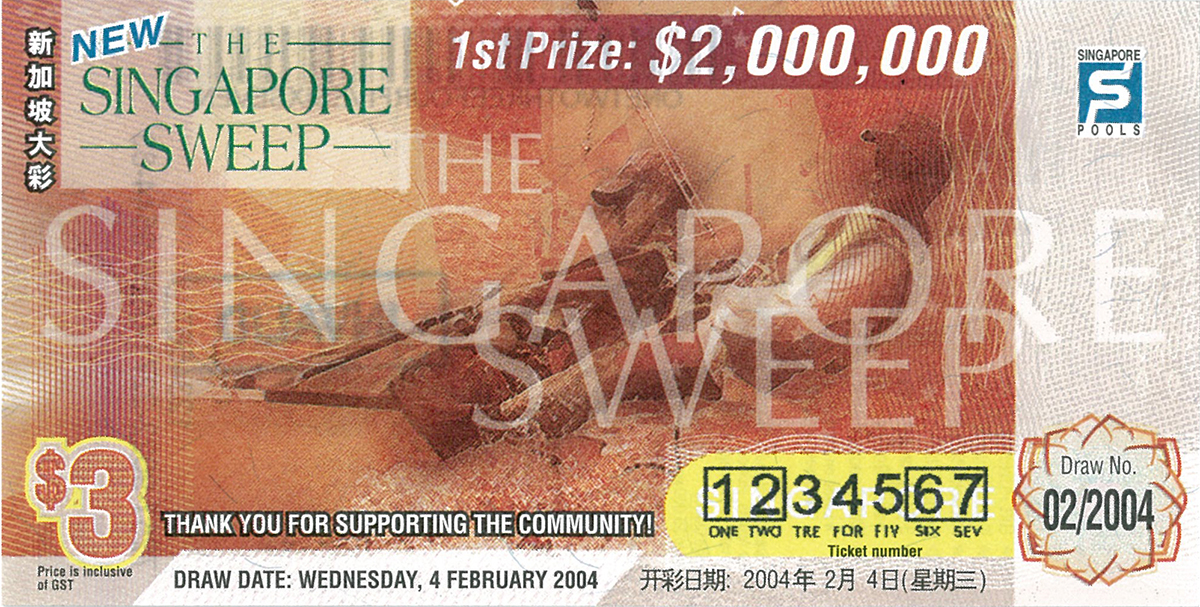 新加坡大彩
NEW
THE
SINGAPORE
SWEEP
1st Prize: $2,000,000
SINGAPORE
POOLS
THE
SINGAPORE
SWEEP
$3
Price is inclusive
of GST
THANK YOU FOR SUPPORTING THE COMMUNITY!
1234567
ONE TWO TRE FOR FIV SIX SEV
Ticket number
Draw No.
02/2004
DRAW DATE: WEDNESDAY, 4 FEBRUARY 2004
开彩日期: 2004年 2月 4日(星期三)